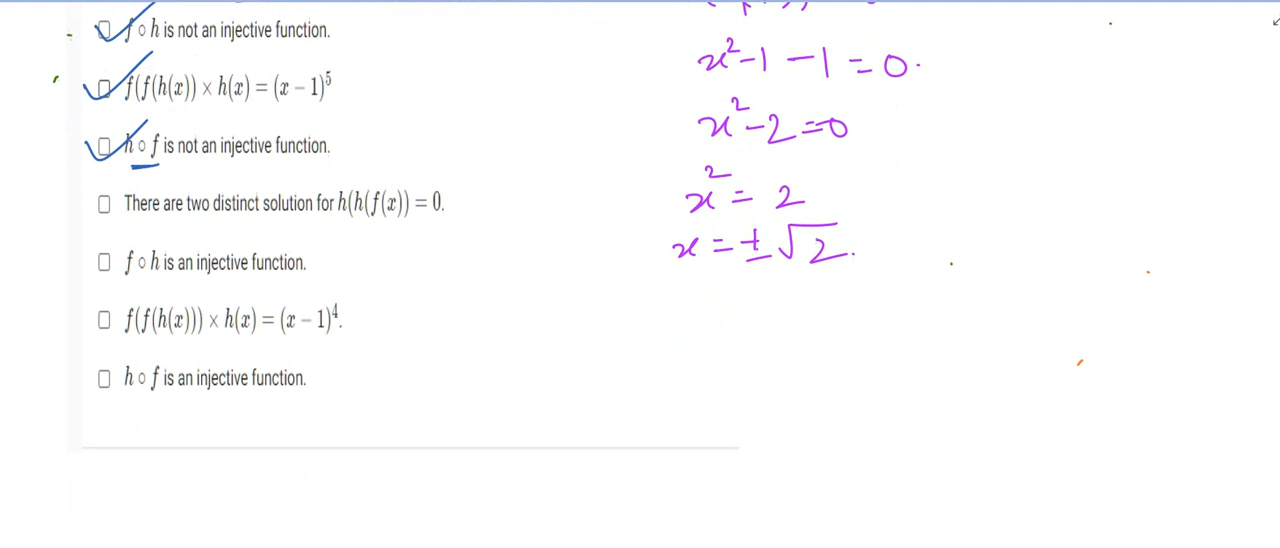 f ∘ h is not an injective function.
f(f(h(x)) × h(x) = (x − 1)⁵
h ∘ f is not an injective function.
There are two distinct solution for h(h(f(x)) = 0.
f ∘ h is an injective function.
f(f(h(x))) × h(x) = (x − 1)⁴.
h ∘ f is an injective function.
x² − 1 − 1 = 0.
x² − 2 = 0
x² = 2
x = ± √2.